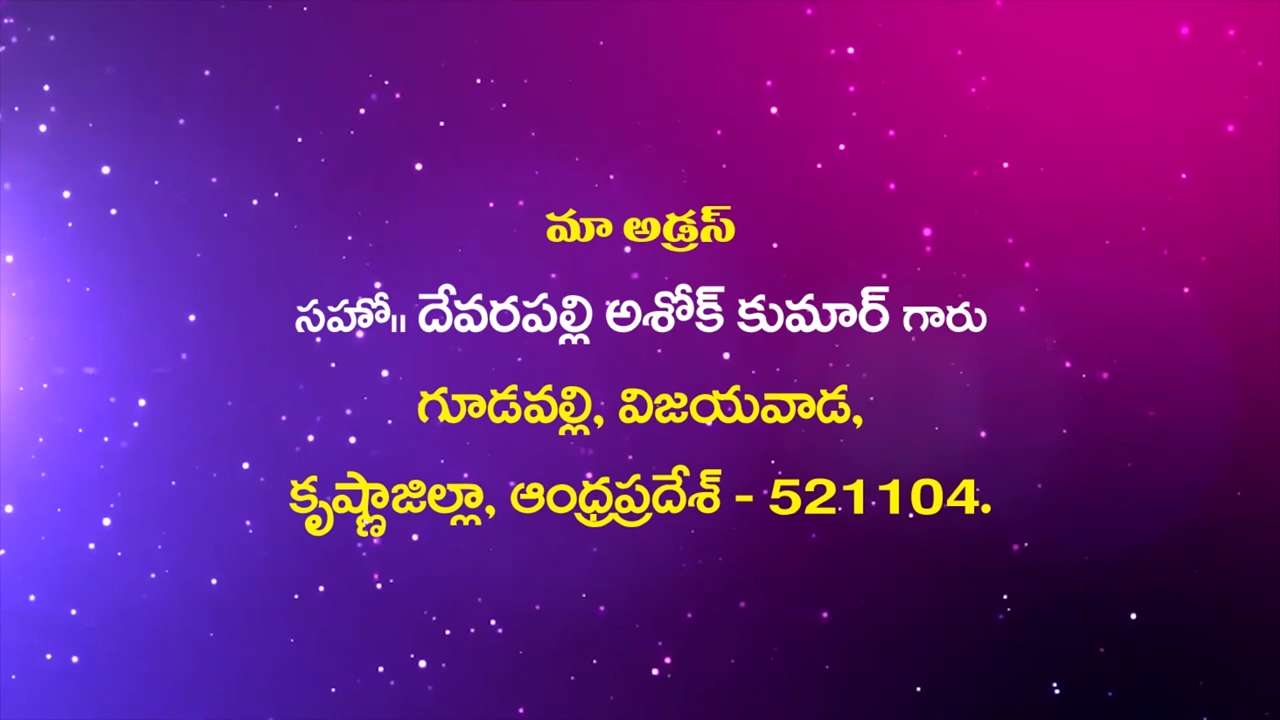 మా అడ్రస్
సహో॥ దేవరపల్లి అశోక్ కుమార్ గారు
గూడవల్లి, విజయవాడ,
కృష్ణాజిల్లా, ఆంధ్రప్రదేశ్ - 521104.